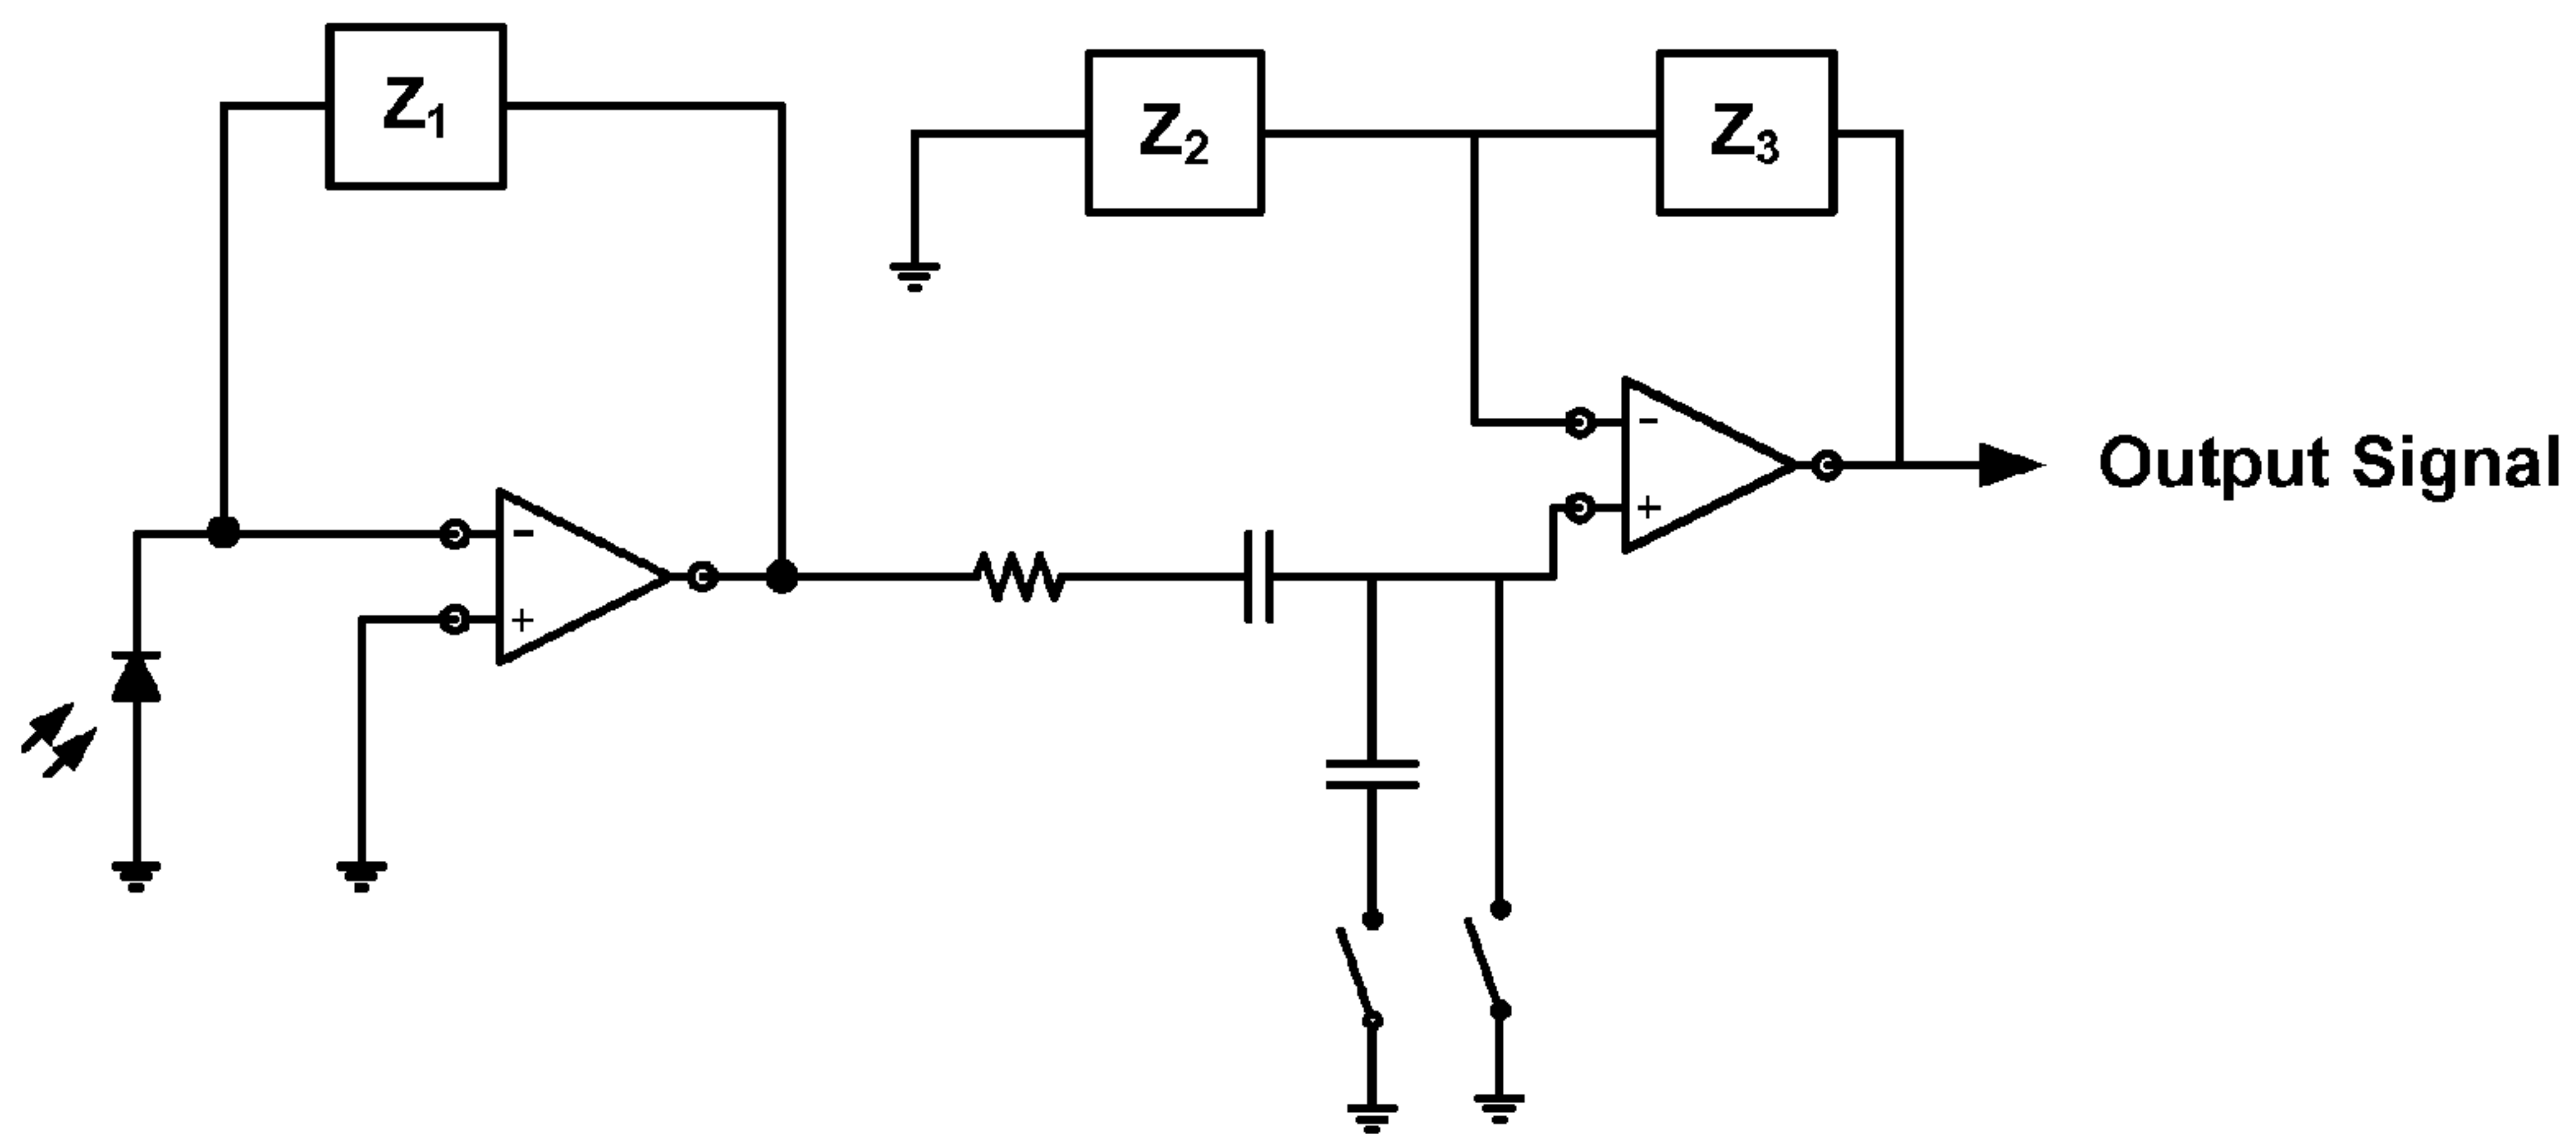 Z1
Z2
Z3
-
+
-
+
Output Signal